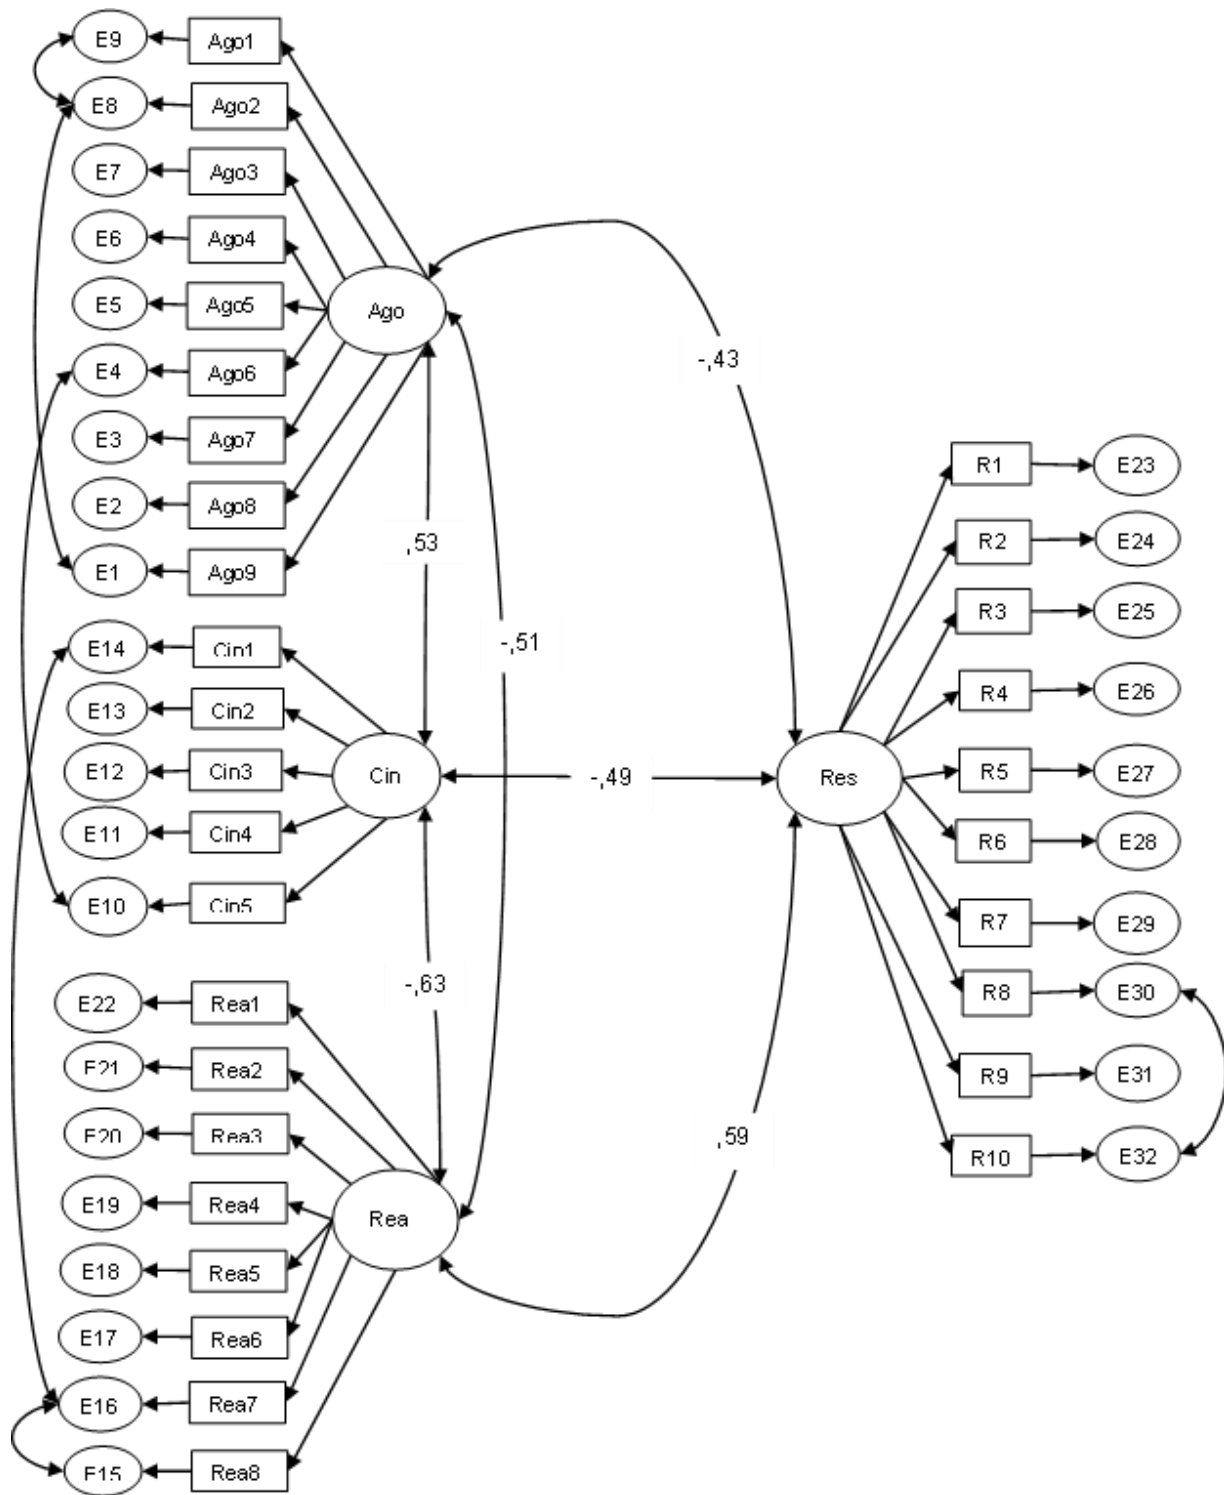 E9 Ago1
E8 Ago2
E7 Ago3
E6 Ago4
E5 Ago5
Ago
E4 Ago6
-,43
E3 Ago7
R1 E23
E2 Ago8
,53
R2 E24
E1 Ago9
R3 E25
E14 Cin1
-,51
R4 E26
E13 Cin2
E12 Cin3
Cin
-,49
Res
R5 E27
E11 Cin4
R6 E28
E10 Cin5
R7 E29
-,63
R8 E30
E22 Rea1
E21 Rea2
R9 E31
E20 Rea3
,59
R10 E32
E19 Rea4
Rea
E18 Rea5
E17 Rea6
E16 Rea7
E15 Rea8